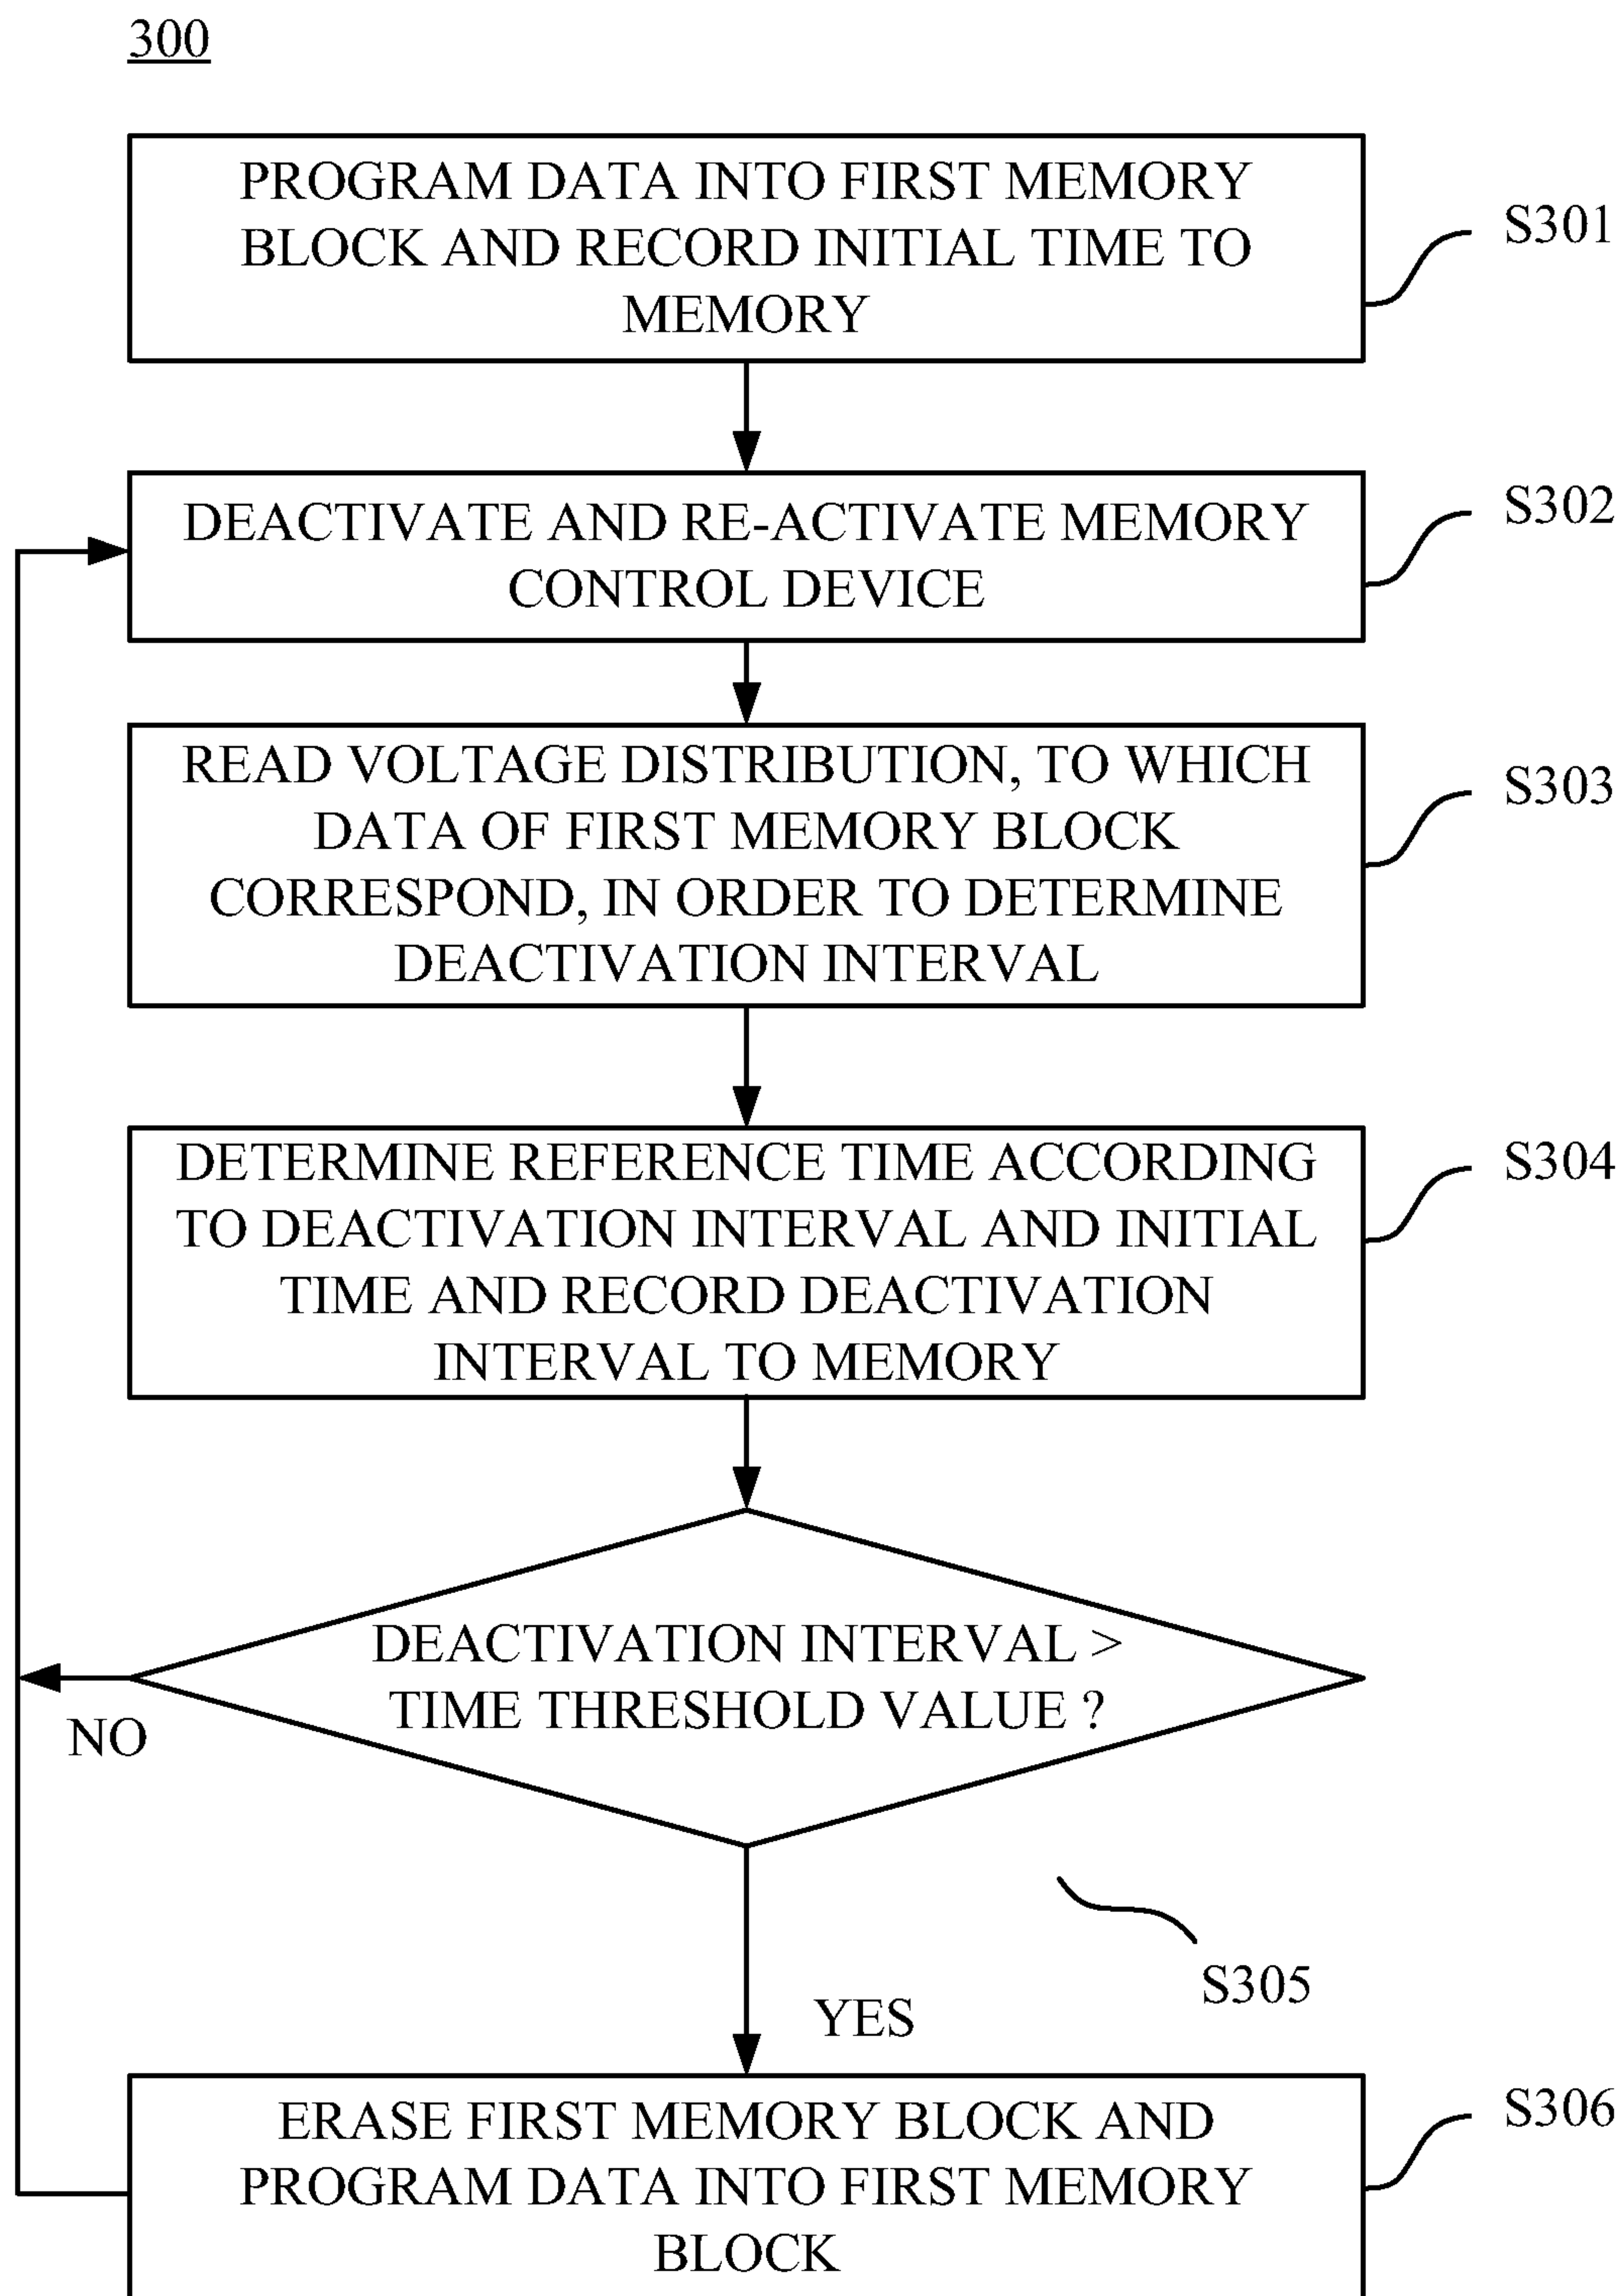 300
PROGRAM DATA INTO FIRST MEMORY
BLOCK AND RECORD INITIAL TIME TO
MEMORY
S301
DEACTIVATE AND RE-ACTIVATE MEMORY
CONTROL DEVICE
S302
READ VOLTAGE DISTRIBUTION, TO WHICH
DATA OF FIRST MEMORY BLOCK
CORRESPOND, IN ORDER TO DETERMINE
DEACTIVATION INTERVAL
S303
DETERMINE REFERENCE TIME ACCORDING
TO DEACTIVATION INTERVAL AND INITIAL
TIME AND RECORD DEACTIVATION
INTERVAL TO MEMORY
S304
DEACTIVATION INTERVAL >
TIME THRESHOLD VALUE ?
NO
S305
YES
ERASE FIRST MEMORY BLOCK AND
PROGRAM DATA INTO FIRST MEMORY
BLOCK
S306